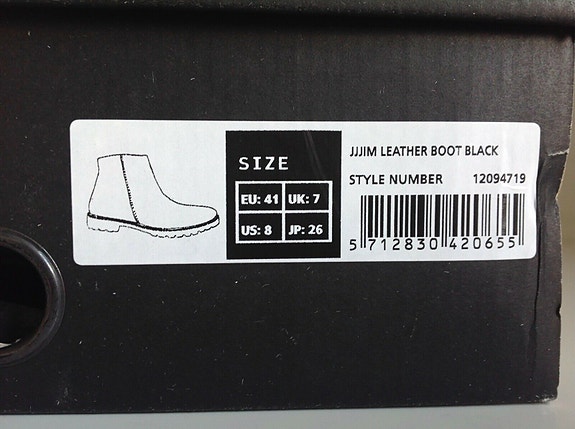 SIZE
EU: 41 UK: 7
US: 8 JP: 26
JJJIM LEATHER BOOT BLACK
STYLE NUMBER 12094719
5 712830 420655